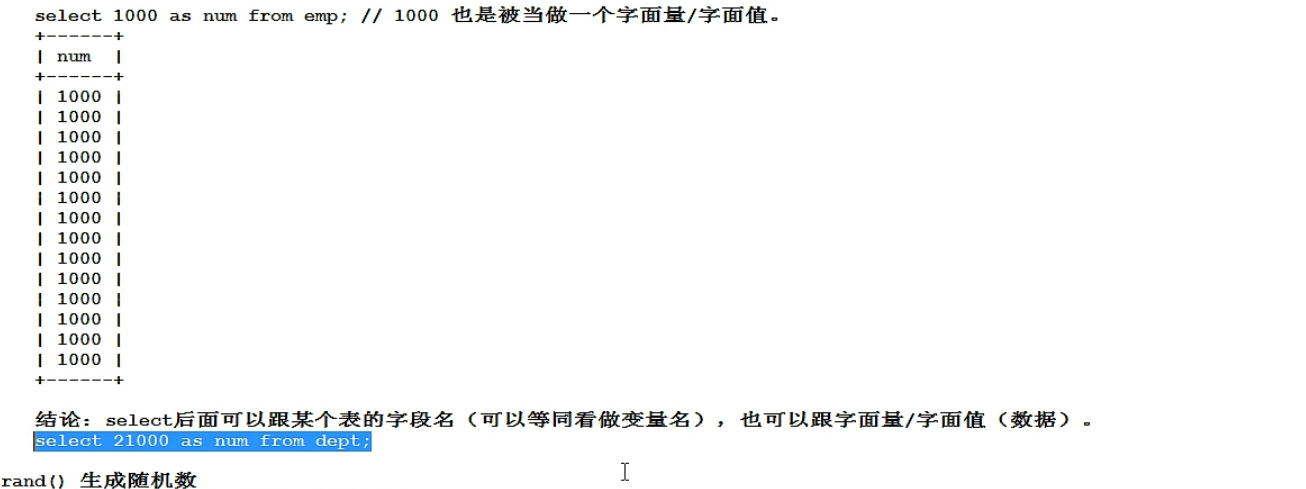 select 1000 as num from emp; // 1000 也是被当做一个字面量/字面值。
+------+
| num  |
+------+
| 1000 |
| 1000 |
| 1000 |
| 1000 |
| 1000 |
| 1000 |
| 1000 |
| 1000 |
| 1000 |
| 1000 |
| 1000 |
| 1000 |
| 1000 |
| 1000 |
+------+
结论：select后面可以跟某个表的字段名（可以等同看做变量名），也可以跟字面量/字面值（数据）。
select 21000 as num from dept;
rand() 生成随机数